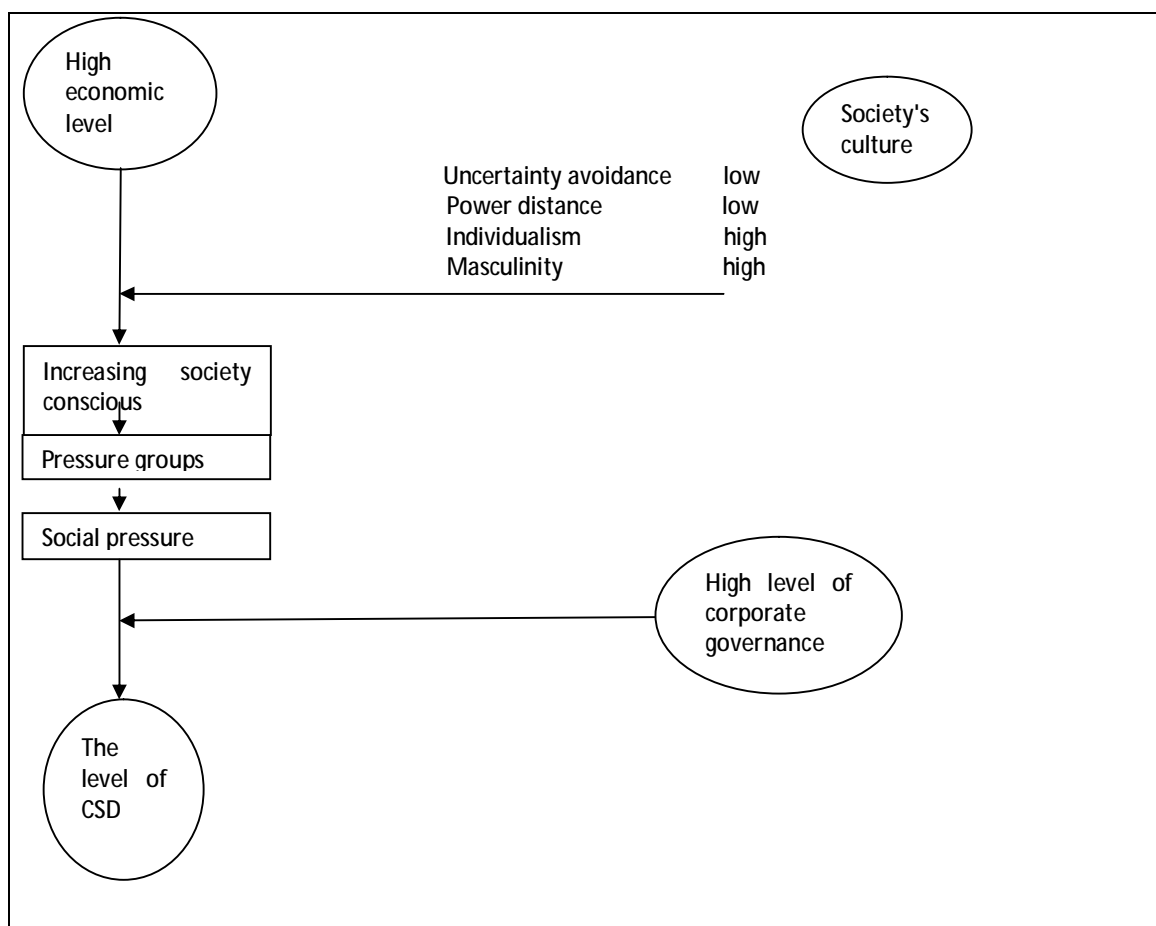 High
economic
level
Society's
culture
Uncertainty avoidance low
Power distance low
Individualism high
Masculinity high
Increasing society
conscious
Pressure groups
Social pressure
High level of
corporate
governance
The
level of
CSD